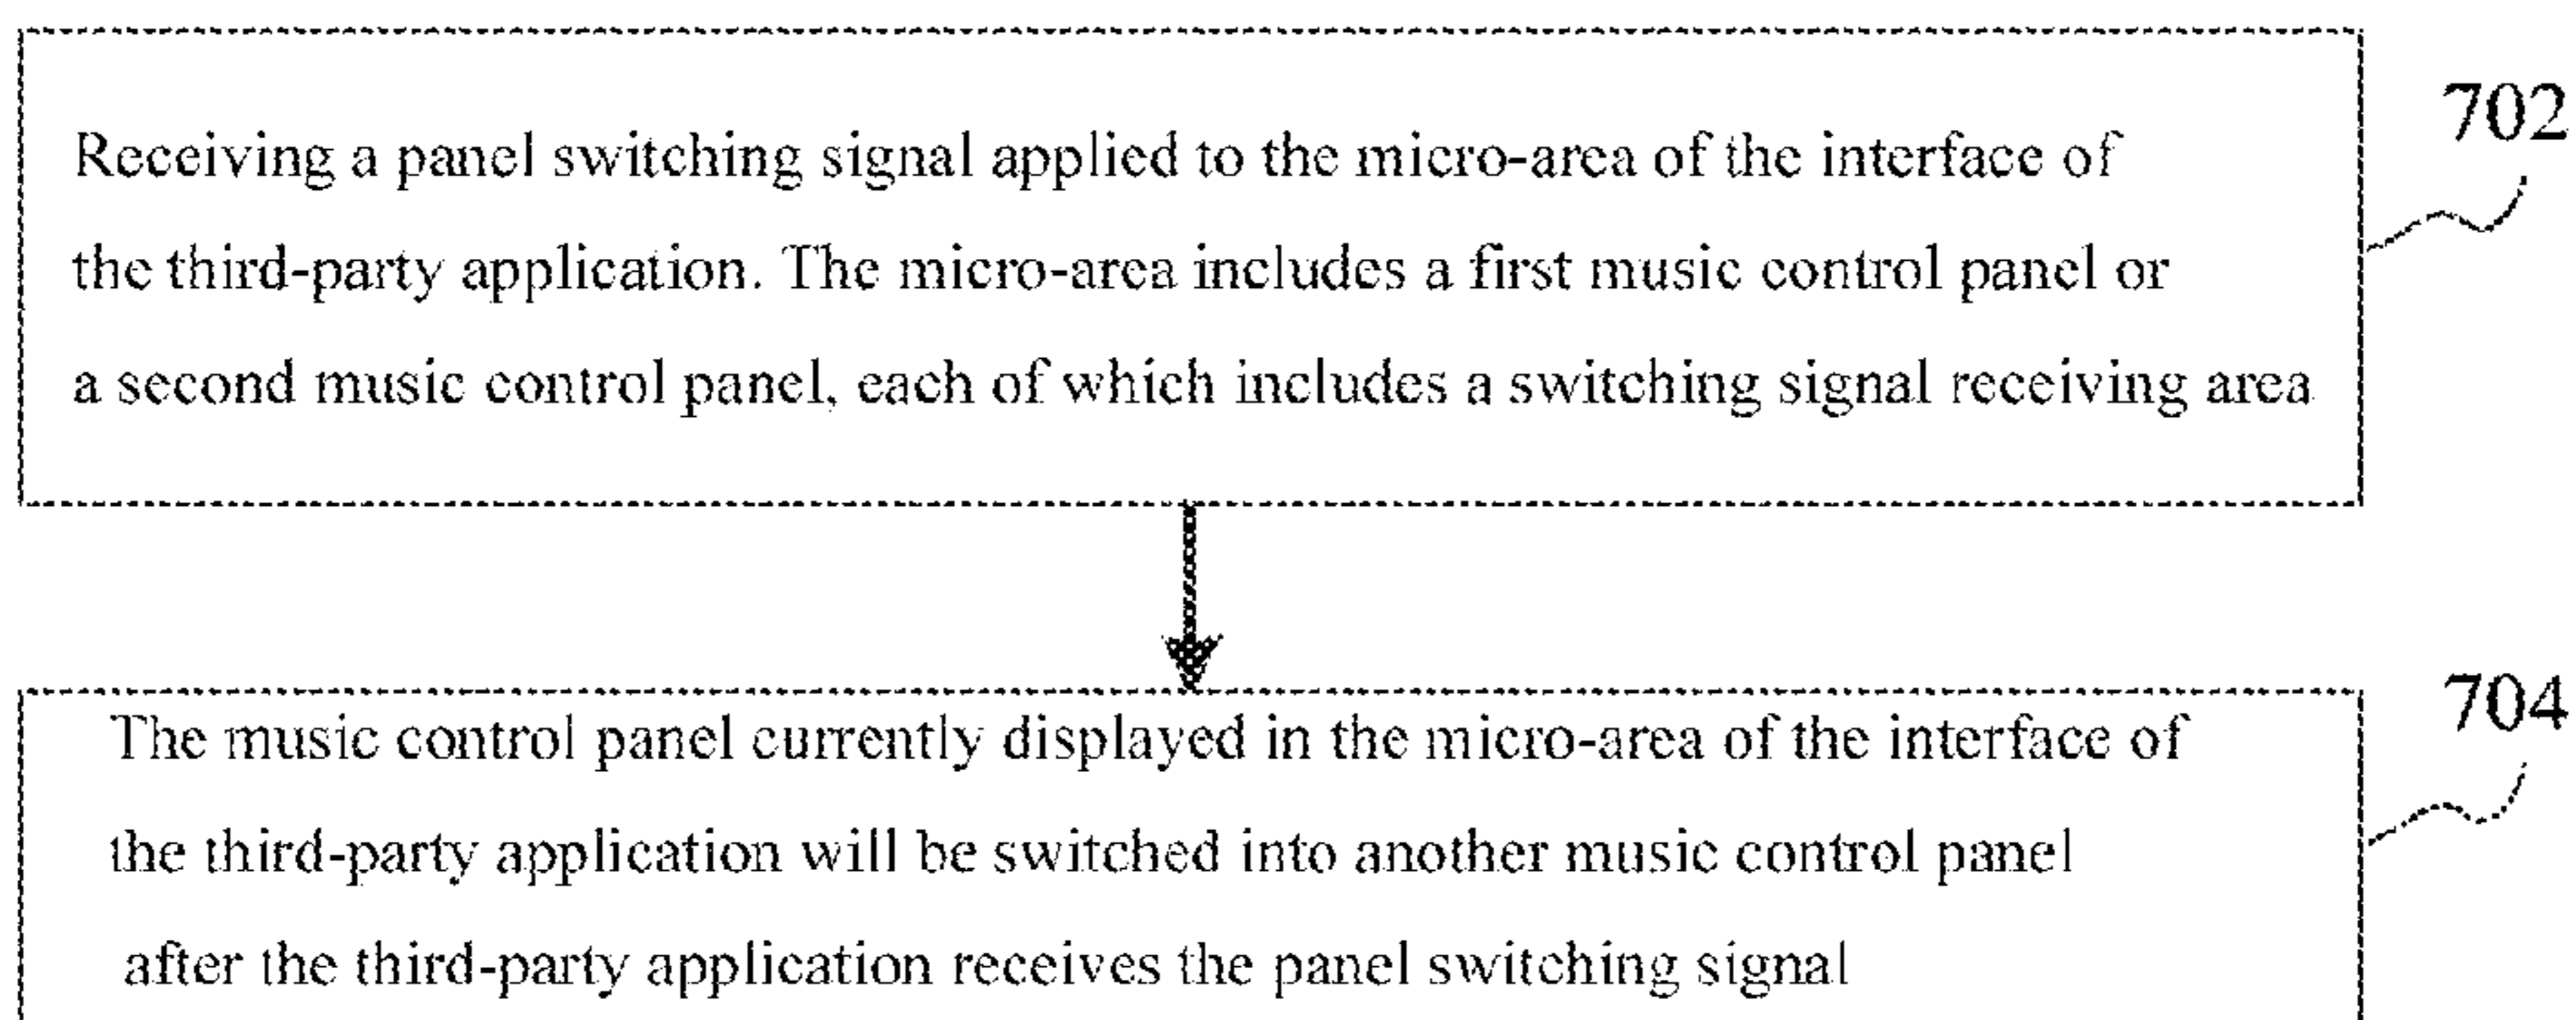 702
Receiving a panel switching signal applied to the micro-area of the interface of
the third-party application. The micro-area includes a first music control panel or
a second music control panel, each of which includes a switching signal receiving area
704
The music control panel currently displayed in the micro-area of the interface of
the third-party application will be switched into another music control panel
after the third-party application receives the panel switching signal